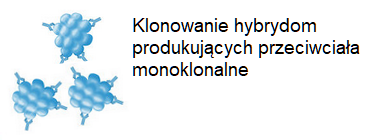 Klonowanie hybrydom
produkujących przeciwciała
monoklonalne